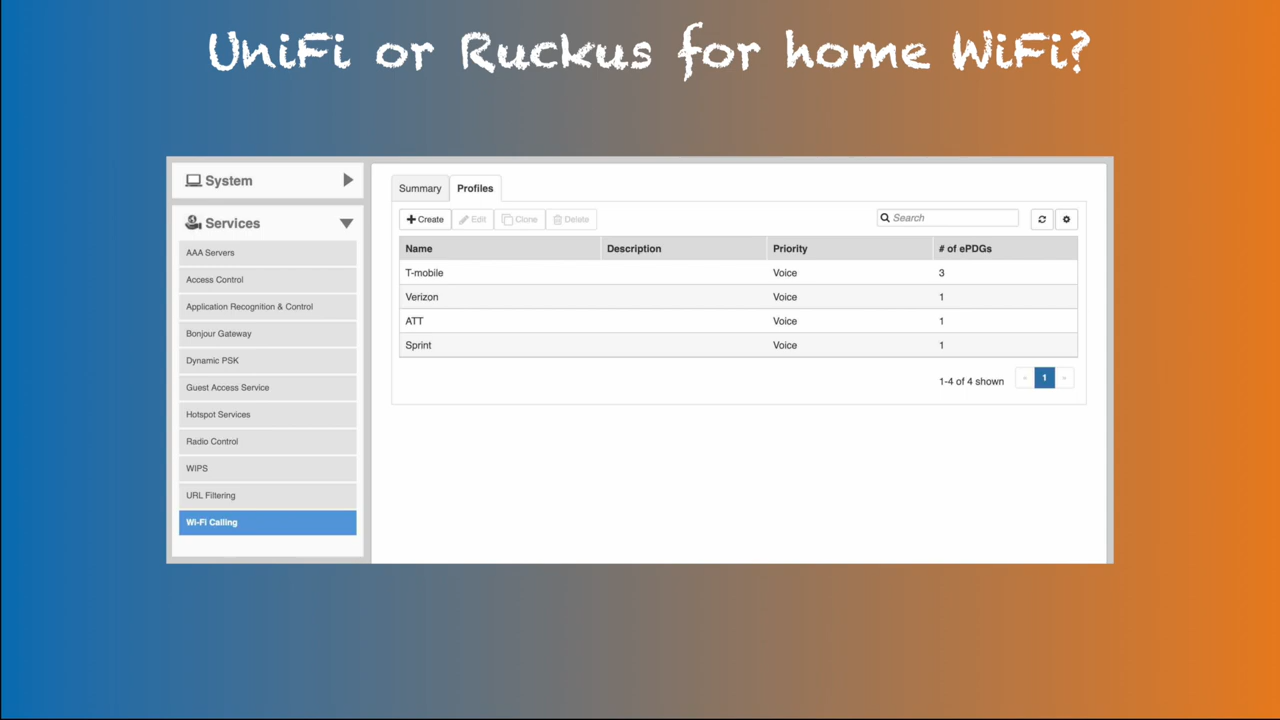 UniFi or Ruckus for home WiFi?
System
Services
AAA Servers
Access Control
Application Recognition & Control
Bonjour Gateway
Dynamic PSK
Guest Access Service
Hotspot Services
Radio Control
WIPS
URL Filtering
Wi-Fi Calling
Summary Profiles
Create Edit Clone Delete Search
Name Description Priority # of ePDGs
T-mobile Voice 3
Verizon Voice 1
ATT Voice 1
Sprint Voice 1
1-4 of 4 shown « 1 »